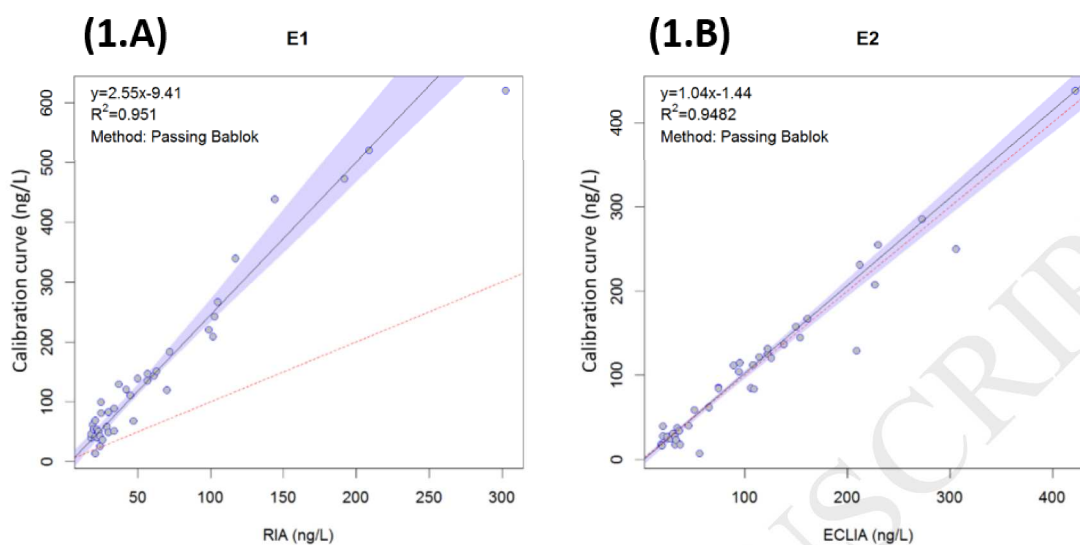 (1.A) E1
y=2.55x-9.41
R²=0.951
Method: Passing Bablok
Calibration curve (ng/L)
0 100 200 300 400 500 600
50 100 150 200 250 300
RIA (ng/L)
(1.B) E2
y=1.04x-1.44
R²=0.9482
Method: Passing Bablok
Calibration curve (ng/L)
0 100 200 300 400
100 200 300 400
ECLIA (ng/L)